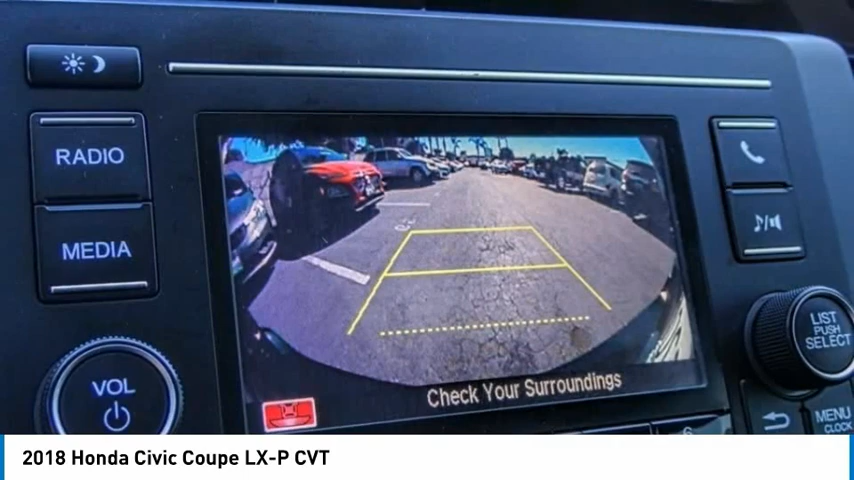 RADIO
MEDIA
VOL
Check Your Surroundings
LIST
PUSH
SELECT
MENU
CLOCK
2018 Honda Civic Coupe LX-P CVT